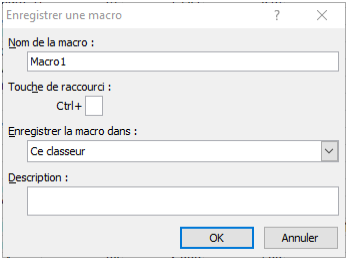 Enregistrer une macro ? ×
Nom de la macro :
Macro1
Touche de raccourci :
Ctrl+
Enregistrer la macro dans :
Ce classeur
Description :
OK Annuler